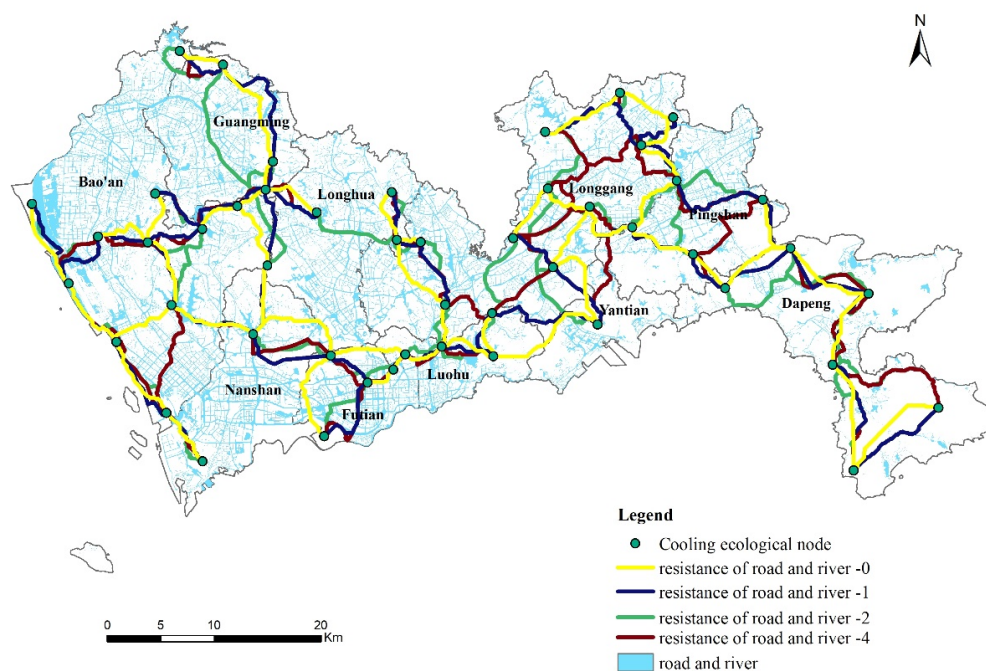 N
Guangming
Bao'an
Longhua
Longgang
Pingshan
Dapeng
Yantian
Luohu
Nanshan
Futian
Legend
Cooling ecological node
resistance of road and river -0
resistance of road and river -1
resistance of road and river -2
resistance of road and river -4
road and river
0 5 10 20
Km